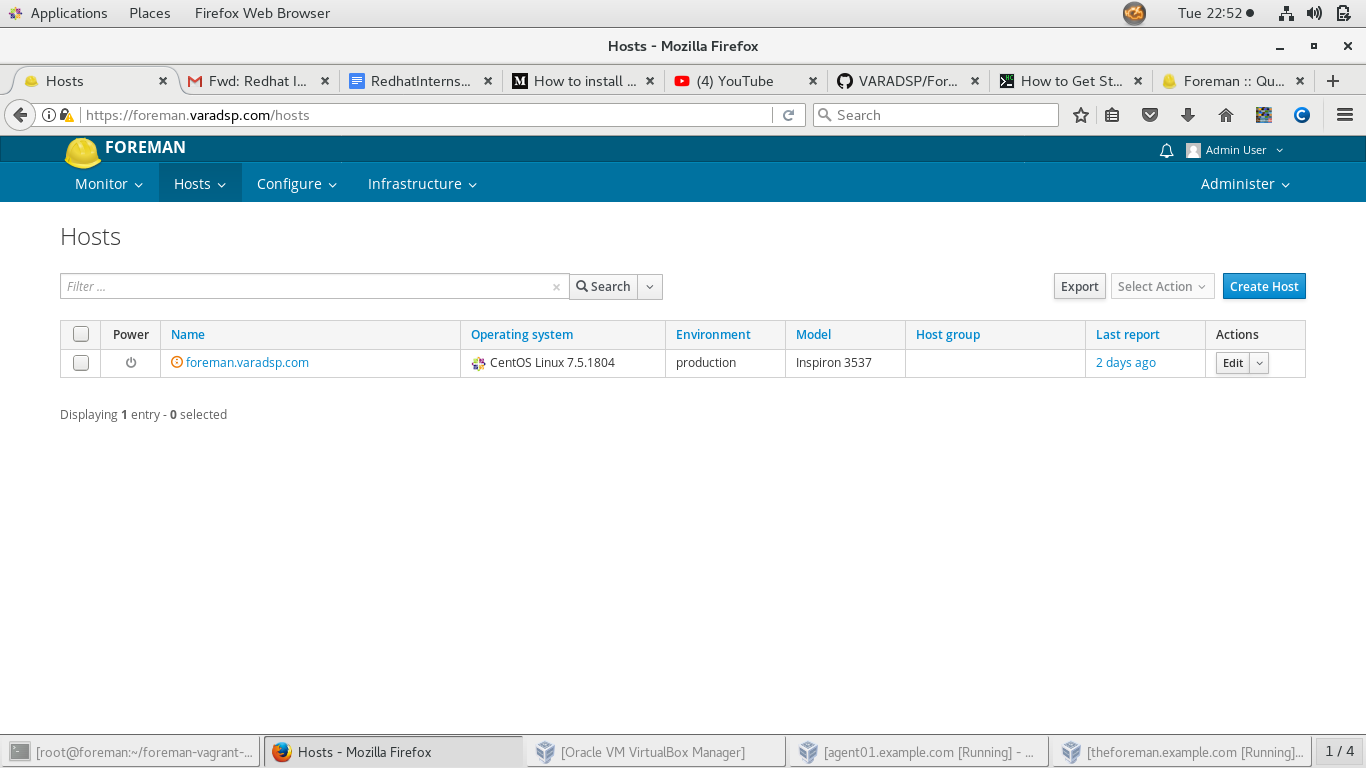 Applications Places Firefox Web Browser Tue 22:52
Hosts - Mozilla Firefox
Hosts Fwd: Redhat I... RedhatInterns... How to install ... (4) YouTube VARADSP/For... How to Get St... Foreman :: Qu...
https://foreman.varadsp.com/hosts Search
FOREMAN Admin User
Monitor Hosts Configure Infrastructure Administer
Hosts
Filter ... Search Export Select Action Create Host
Power Name Operating system Environment Model Host group Last report Actions
foreman.varadsp.com CentOS Linux 7.5.1804 production Inspiron 3537 2 days ago Edit
Displaying 1 entry - 0 selected
[root@foreman:~/foreman-vagrant-... Hosts - Mozilla Firefox [Oracle VM VirtualBox Manager] [agent01.example.com [Running] - ... [theforeman.example.com [Running]... 1 / 4